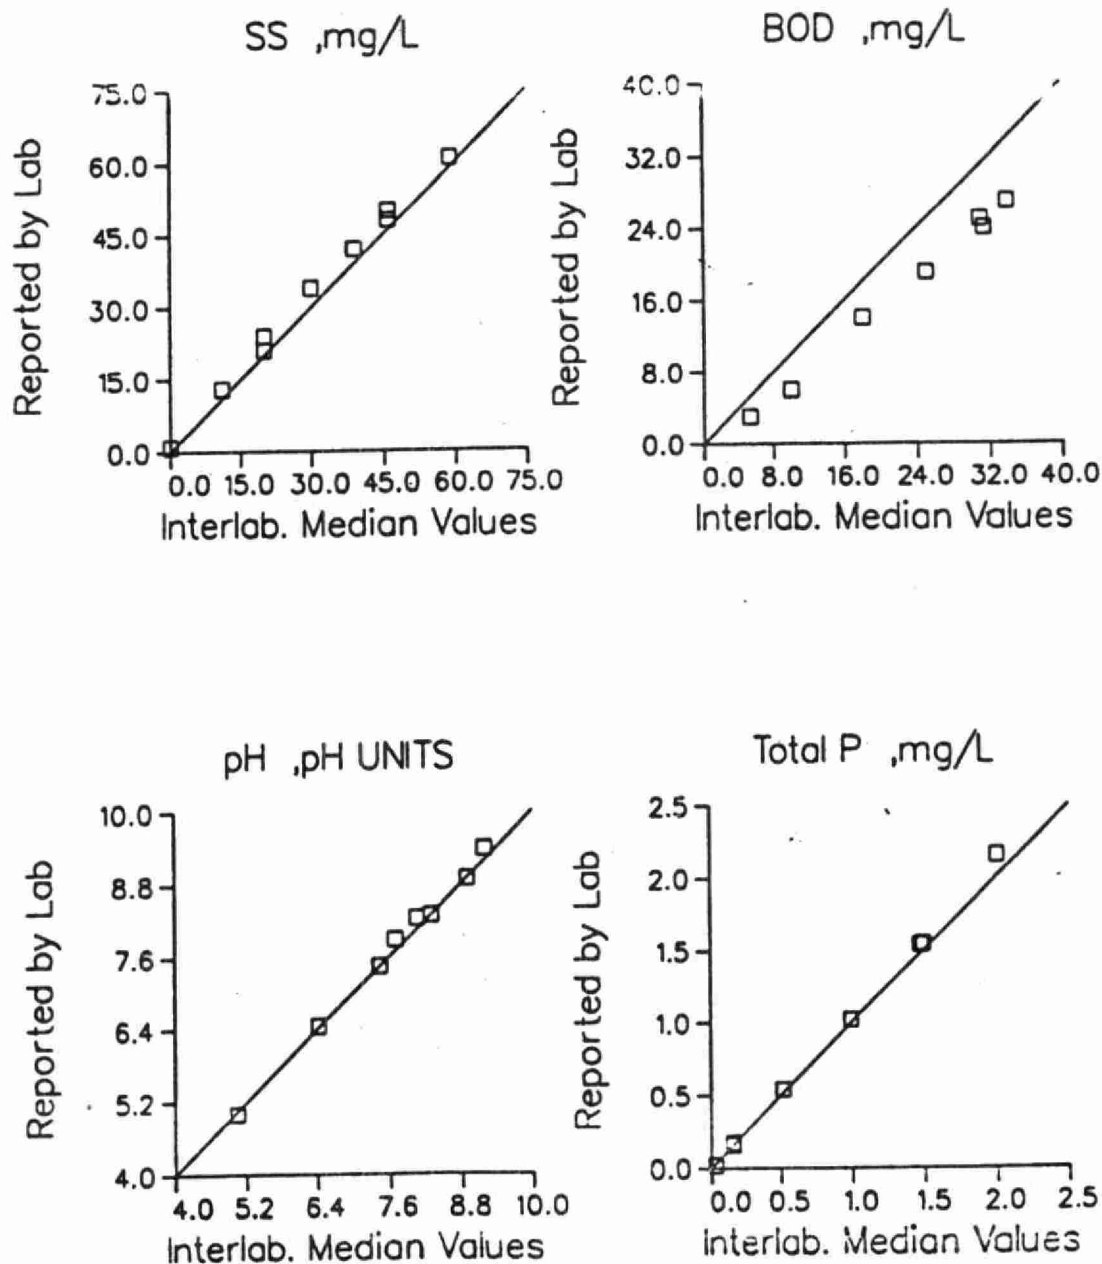 SS ,mg/L
75.0
60.0
45.0
30.0
15.0
0.0
Reported by Lab
0.0 15.0 30.0 45.0 60.0 75.0
Interlab. Median Values
BOD ,mg/L
40.0
32.0
24.0
16.0
8.0
0.0
Reported by Lab
0.0 8.0 16.0 24.0 32.0 40.0
Interlab. Median Values
pH ,pH UNITS
10.0
8.8
7.6
6.4
5.2
4.0
Reported by Lab
4.0 5.2 6.4 7.6 8.8 10.0
Interlab. Median Values
Total P ,mg/L
2.5
2.0
1.5
1.0
0.5
0.0
Reported by Lab
0.0 0.5 1.0 1.5 2.0 2.5
Interlab. Median Values